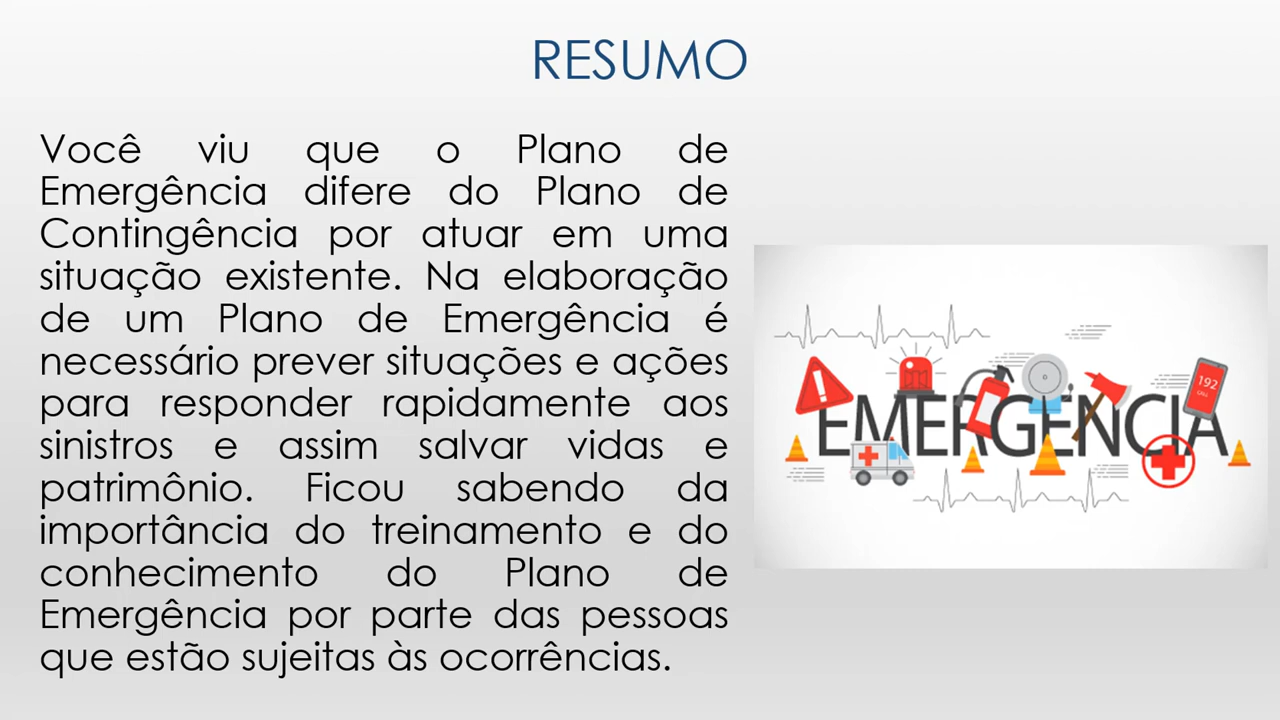 RESUMO
Você viu que o Plano de
Emergência difere do Plano de
Contingência por atuar em uma
situação existente. Na elaboração
de um Plano de Emergência é
necessário prever situações e ações
para responder rapidamente aos
sinistros e assim salvar vidas e
patrimônio. Ficou sabendo da
importância do treinamento e do
conhecimento do Plano de
Emergência por parte das pessoas
que estão sujeitas às ocorrências.
192
CALL
EMERGENCIA